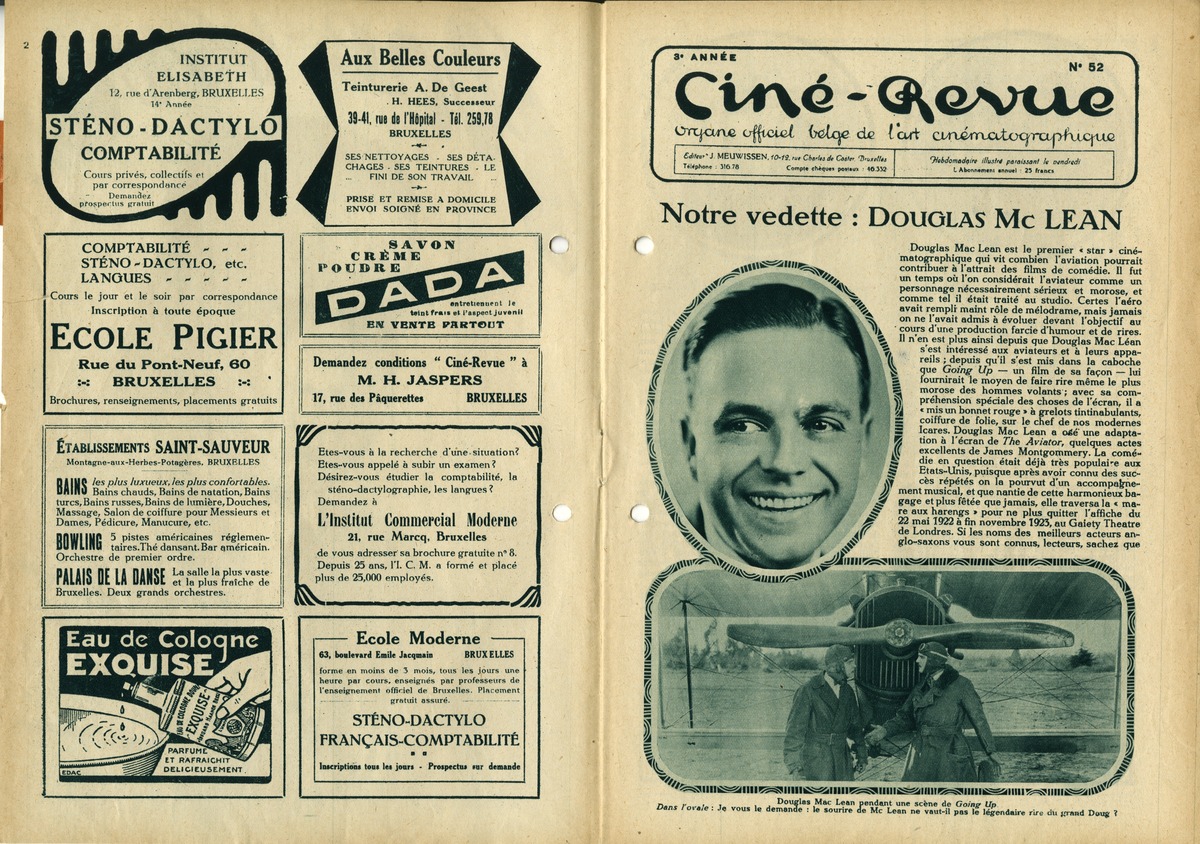 2
INSTITUT
ELISABETH
12, rue d'Arenberg, BRUXELLES
14e Année
STÉNO-DACTYLO
COMPTABILITÉ
Cours privés, collectifs et
par correspondance
Demandez
prospectus gratuit
Aux Belles Couleurs
Teinturerie A. De Geest
H. HEES, Successeur
39-41, rue de l'Hôpital - Tél. 259,78
BRUXELLES
SES NETTOYAGES - SES DÉTA-
CHAGES - SES TEINTURES - LE
... FINI DE SON TRAVAIL ...
PRISE ET REMISE A DOMICILE
ENVOI SOIGNÉ EN PROVINCE
COMPTABILITÉ - - -
STÉNO-DACTYLO, etc.
LANGUES - - - - -
Cours le jour et le soir par correspondance
Inscription à toute époque
ECOLE PIGIER
Rue du Pont-Neuf, 60
BRUXELLES
Brochures, renseignements, placements gratuits
SAVON
CRÈME
POUDRE
DADA
entretiennent le
teint frais et l'aspect juvenil
EN VENTE PARTOUT
Demandez conditions " Ciné-Revue " à
M. H. JASPERS
17, rue des Pâquerettes BRUXELLES
ÉTABLISSEMENTS SAINT-SAUVEUR
Montagne-aux-Herbes-Potagères, BRUXELLES
BAINS les plus luxueux, les plus confortables.
Bains chauds, Bains de natation, Bains
turcs, Bains russes, Bains de lumière, Douches,
Massage, Salon de coiffure pour Messieurs et
Dames, Pédicure, Manucure, etc.
BOWLING 5 pistes américaines réglemen-
taires. Thé dansant. Bar américain.
Orchestre de premier ordre.
PALAIS DE LA DANSE La salle la plus vaste
et la plus fraîche de
Bruxelles. Deux grands orchestres.
Etes-vous à la recherche d'une situation?
Etes-vous appelé à subir un examen?
Désirez-vous étudier la comptabilité, la
sténo-dactylographie, les langues?
Demandez à
L'Institut Commercial Moderne
21, rue Marcq, Bruxelles
de vous adresser sa brochure gratuite n° 8.
Depuis 25 ans, l'I. C. M. a formé et placé
plus de 25,000 employés.
Eau de Cologne
EXQUISE
EAU DE COLOGNE
EXQUISE
PARFUME
ET RAFRAICHIT
DELICIEUSEMENT
EDAC
Ecole Moderne
63, boulevard Emile Jacqmain BRUXELLES
forme en moins de 3 mois, tous les jours une
heure par cours, enseignés par professeurs de
l'enseignement officiel de Bruxelles. Placement
gratuit assuré.
STÉNO-DACTYLO
FRANÇAIS-COMPTABILITÉ
Inscriptions tous les jours - Prospectus sur demande
3e ANNÉE
N° 52
Ciné-Revue
Organe officiel belge de l'art cinématographique
Editeur: J. MEUWISSEN, 10-12, rue Charles de Coster, Bruxelles
Téléphone : 316.78 Compte chèques postaux : 46.352
Hebdomadaire illustré paraissant le vendredi
L'Abonnement annuel : 25 francs
Notre vedette : DOUGLAS MC LEAN
Douglas Mac Lean est le premier « star » ciné-
matographique qui vit combien l'aviation pourrait
contribuer à l'attrait des films de comédie. Il fut
un temps où l'on considérait l'aviateur comme un
personnage nécessairement sérieux et morose, et
comme tel il était traité au studio. Certes l'aéro
avait rempli maint rôle de mélodrame, mais jamais
on ne l'avait admis à évoluer devant l'objectif au
cours d'une production farcie d'humour et de rires.
Il n'en est plus ainsi depuis que Douglas Mac Léan
s'est intéressé aux aviateurs et à leurs appa-
reils ; depuis qu'il s'est mis dans la caboche
que Going Up — un film de sa façon — lui
fournirait le moyen de faire rire même le plus
morose des hommes volants ; avec sa com-
préhension spéciale des choses de l'écran, il a
« mis un bonnet rouge » à grelots tintinabulants,
coiffure de folie, sur le chef de nos modernes
Icares. Douglas Mac Lean a osé une adapta-
tion à l'écran de The Aviator, quelques actes
excellents de James Montgommery. La comé-
die en question était déjà très populaire aux
Etats-Unis, puisque après avoir connu des suc-
cès répétés on la pourvut d'un accompagne-
ment musical, et que nantie de cette harmonieux ba-
gage et plus fêtée que jamais, elle traversa la « ma-
re aux harengs » pour ne plus quitter l'affiche du
22 mai 1922 à fin novembre 1923, au Gaiety Theatre
de Londres. Si les noms des meilleurs acteurs an-
glo-saxons vous sont connus, lecteurs, sachez que
Douglas Mac Lean pendant une scène de Going Up
Dans l'ovale : Je vous le demande : le sourire de Mc Lean ne vaut-il pas le légendaire rire du grand Doug ?